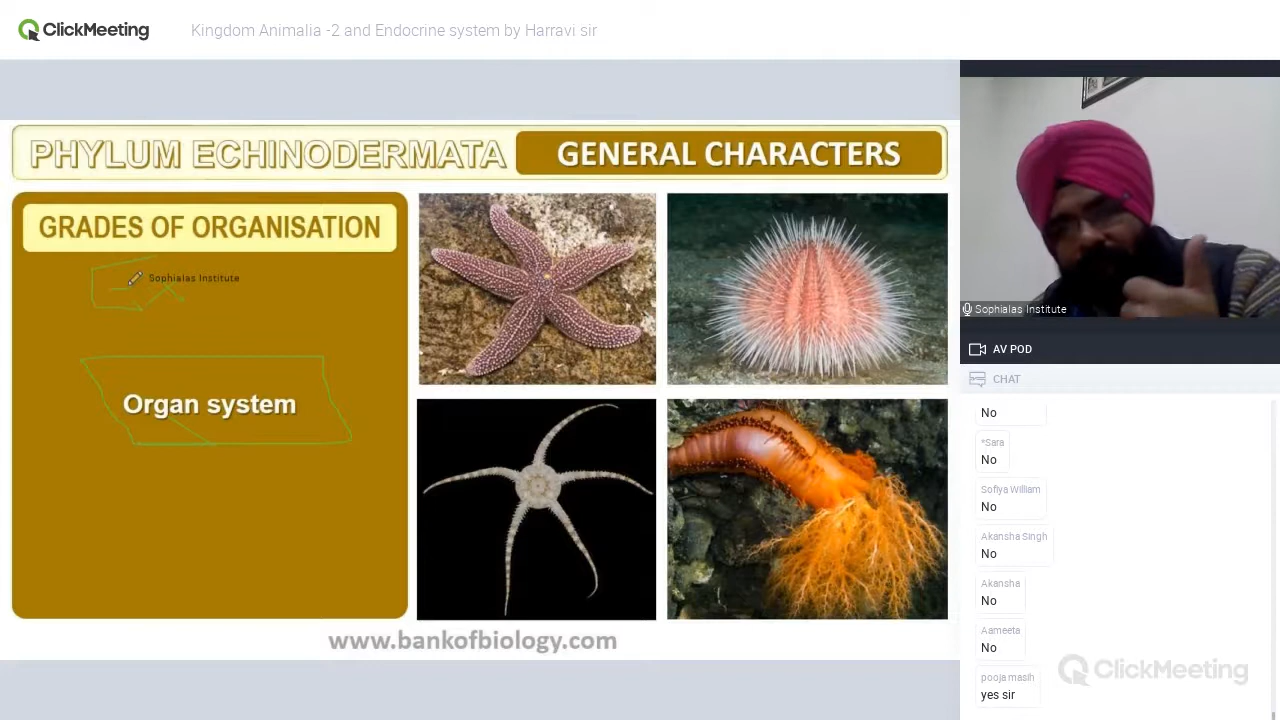 ClickMeeting
Kingdom Animalia -2 and Endocrine system by Harravi sir
PHYLUM ECHINODERMATA
GENERAL CHARACTERS
GRADES OF ORGANISATION
Sophialas Institute
Organ system
www.bankofbiology.com
Sophialas Institute
AV POD
CHAT
No
*Sara
No
Sofiya William
No
Akansha Singh
No
Akansha
No
Aameeta
No
pooja masih
yes sir
ClickMeeting